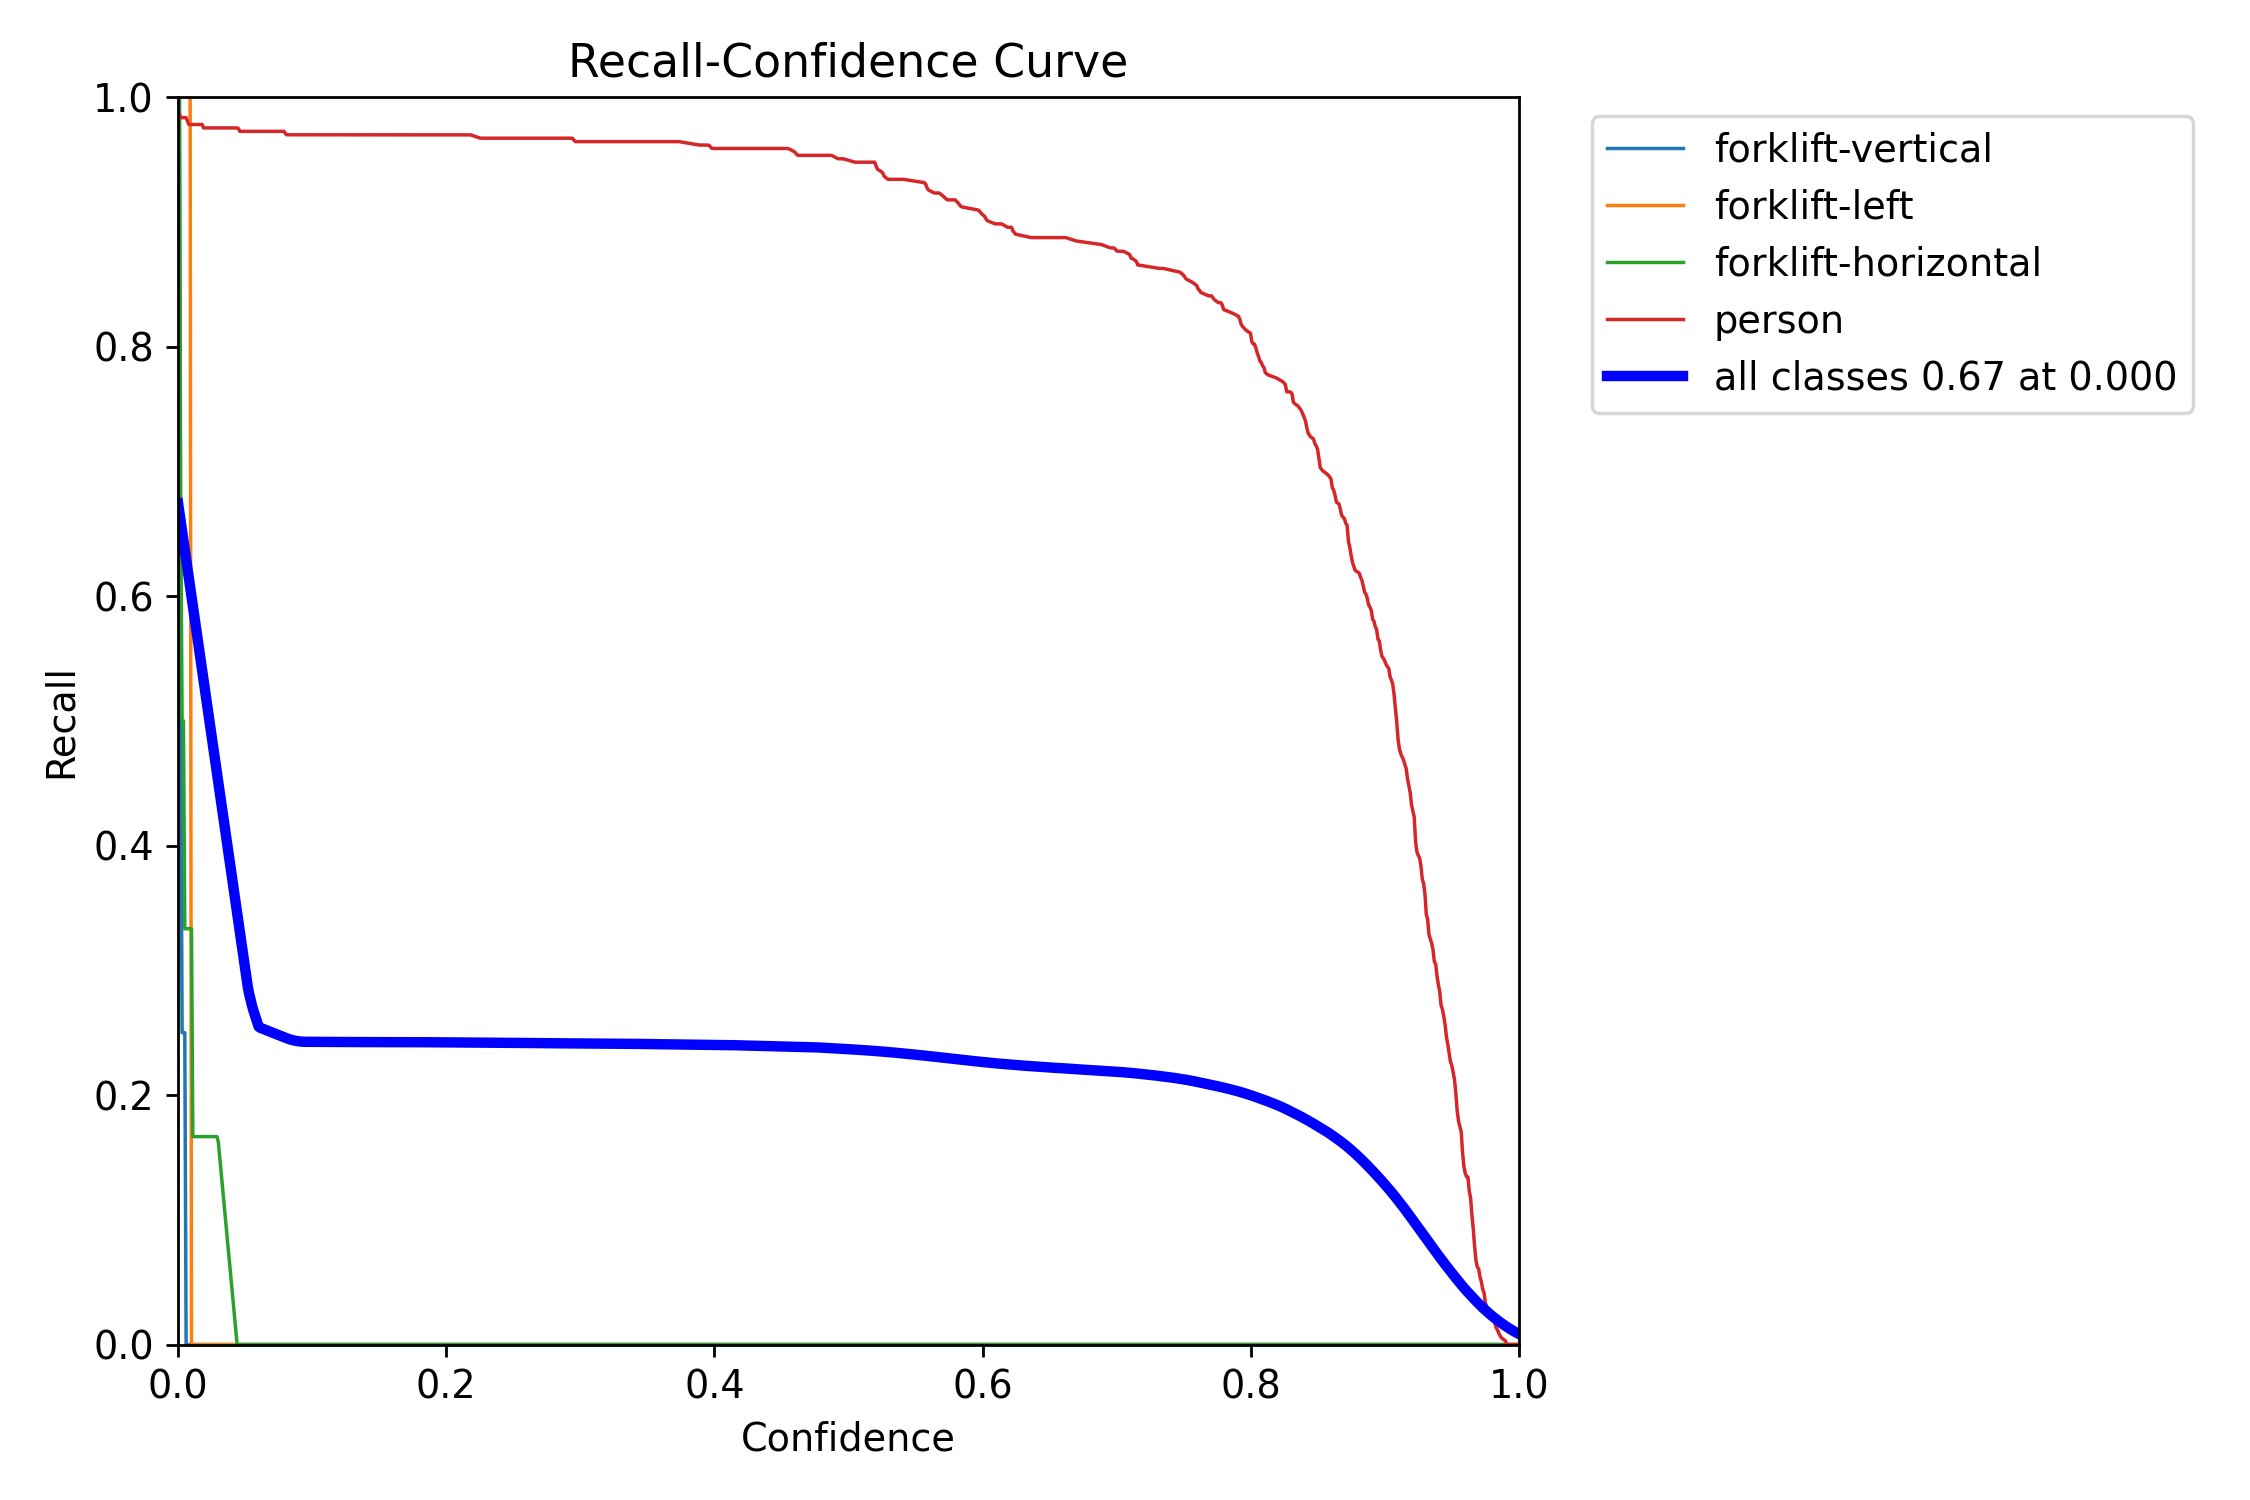 Recall-Confidence Curve
1.0
0.8
0.6
0.4
0.2
0.0
Recall
0.0 0.2 0.4 0.6 0.8 1.0
Confidence
forklift-vertical
forklift-left
forklift-horizontal
person
all classes 0.67 at 0.000